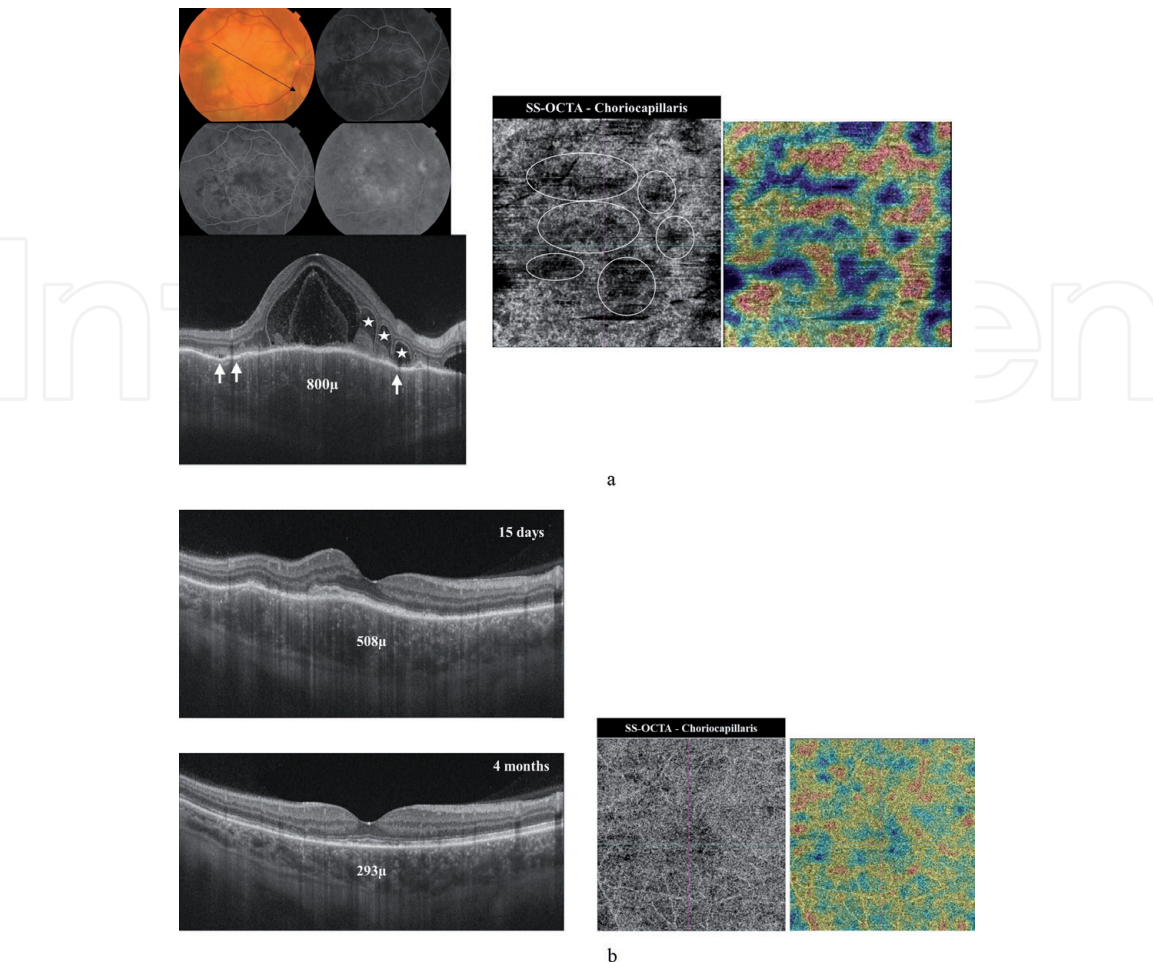 SS-OCTA - Choriocapillaris
800µ
a
15 days
508µ
4 months
293µ
SS-OCTA - Choriocapillaris
b